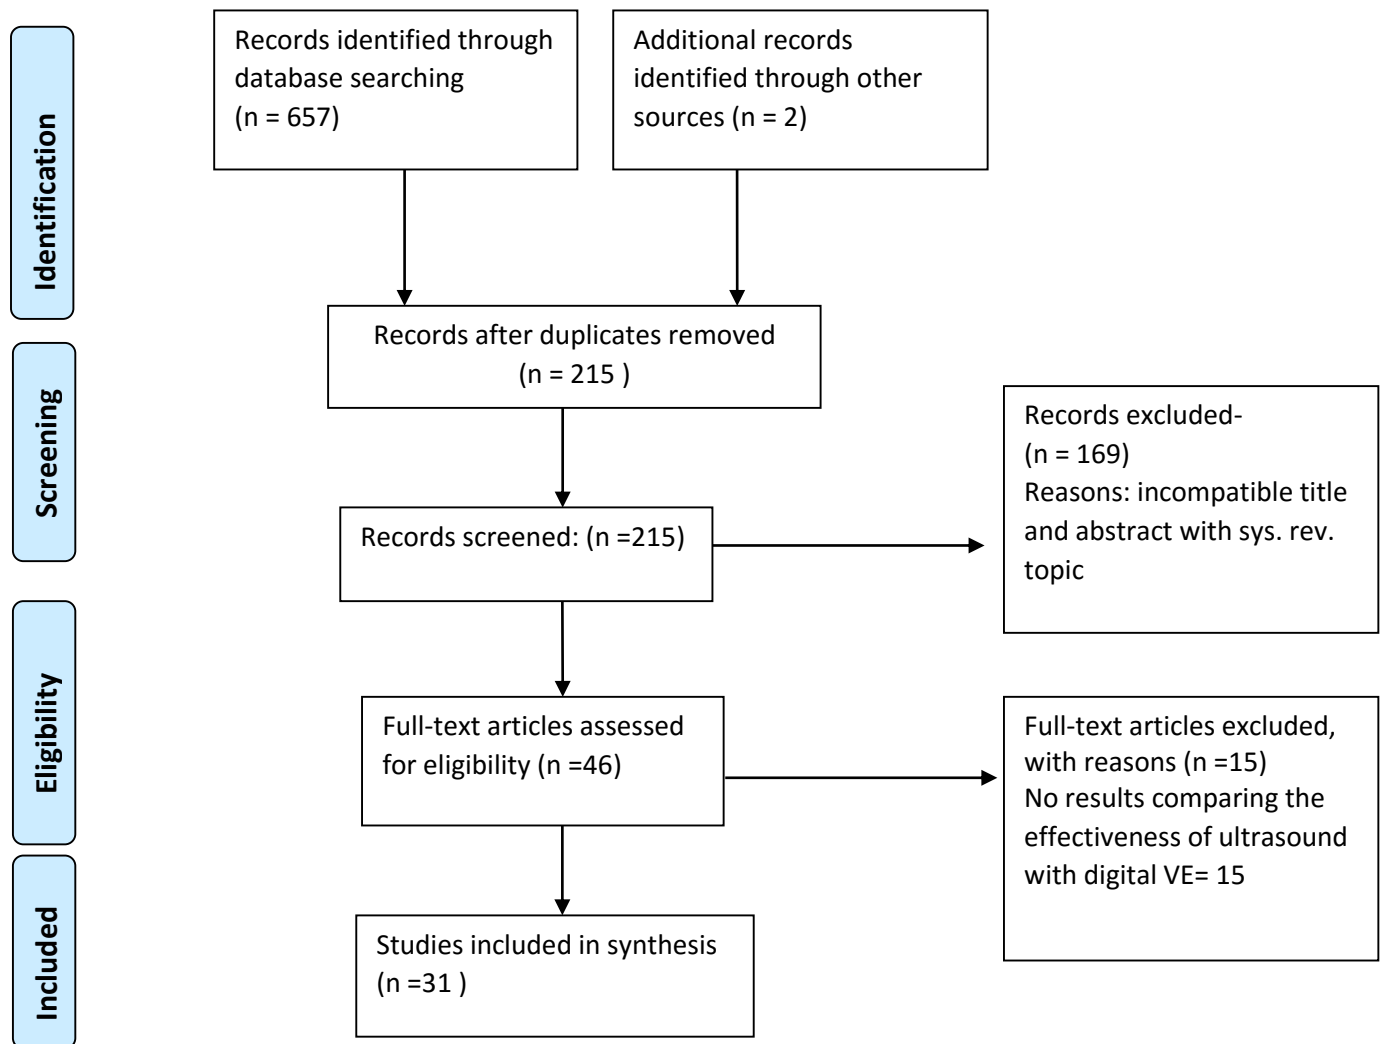 Identification
Records identified through
database searching
(n = 657)
Additional records
identified through other
sources (n = 2)
Records after duplicates removed
(n = 215 )
Screening
Records screened: (n =215)
Records excluded-
(n = 169)
Reasons: incompatible title
and abstract with sys. rev.
topic
Eligibility
Full-text articles assessed
for eligibility (n =46)
Full-text articles excluded,
with reasons (n =15)
No results comparing the
effectiveness of ultrasound
with digital VE= 15
Included
Studies included in synthesis
(n =31 )